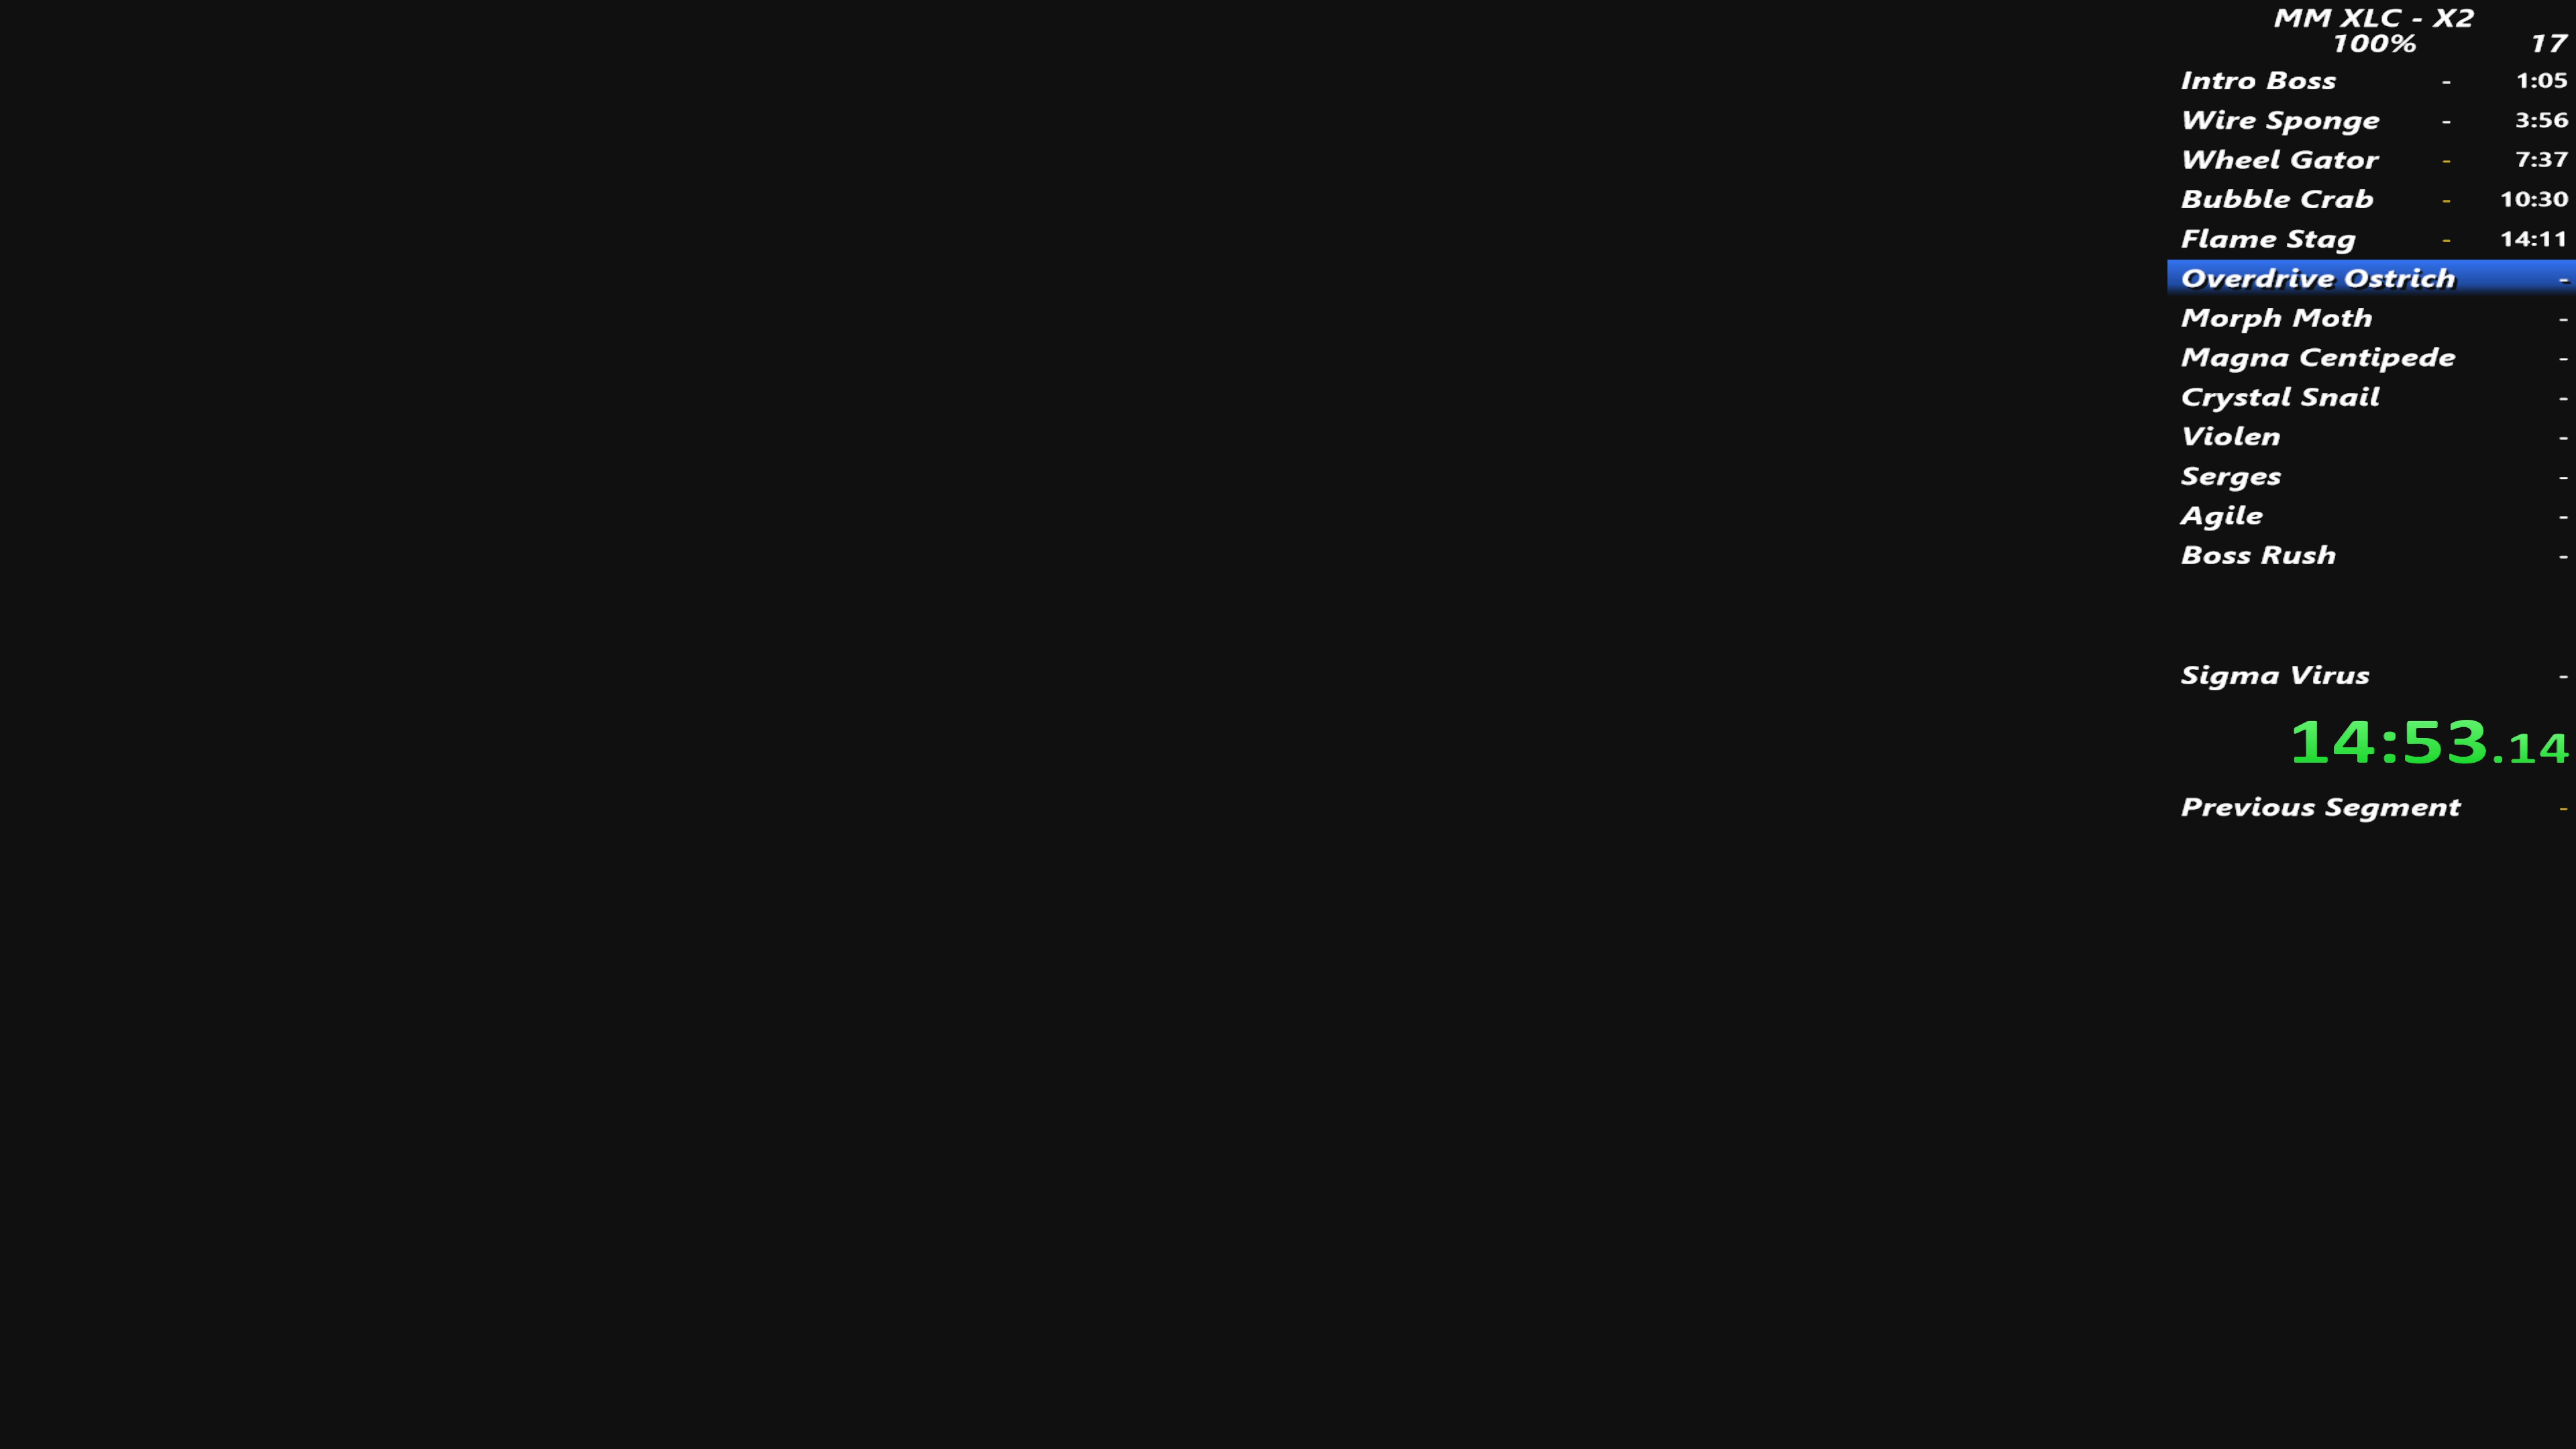 MM XLC - X2
100% 17
Intro Boss - 1:05
Wire Sponge - 3:56
Wheel Gator - 7:37
Bubble Crab - 10:30
Flame Stag - 14:11
Overdrive Ostrich -
Morph Moth -
Magna Centipede -
Crystal Snail -
Violen -
Serges -
Agile -
Boss Rush -
Sigma Virus -
14:53.14
Previous Segment -